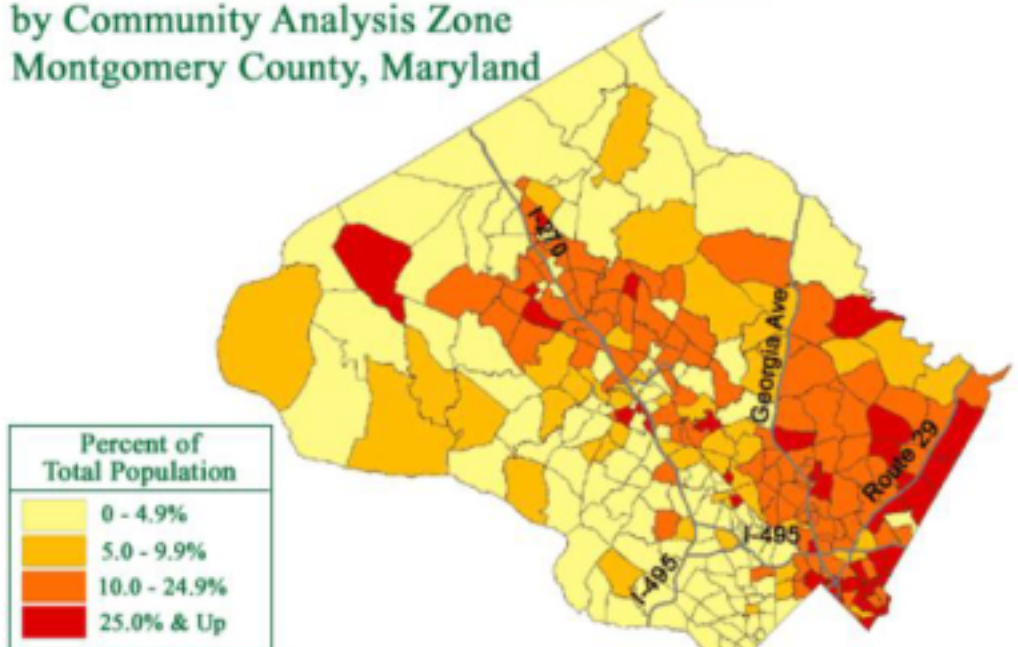 by Community Analysis Zone
Montgomery County, Maryland
I-270
Georgia Ave
Route 29
I-495
I-495
Percent of
Total Population
0 - 4.9%
5.0 - 9.9%
10.0 - 24.9%
25.0% & Up